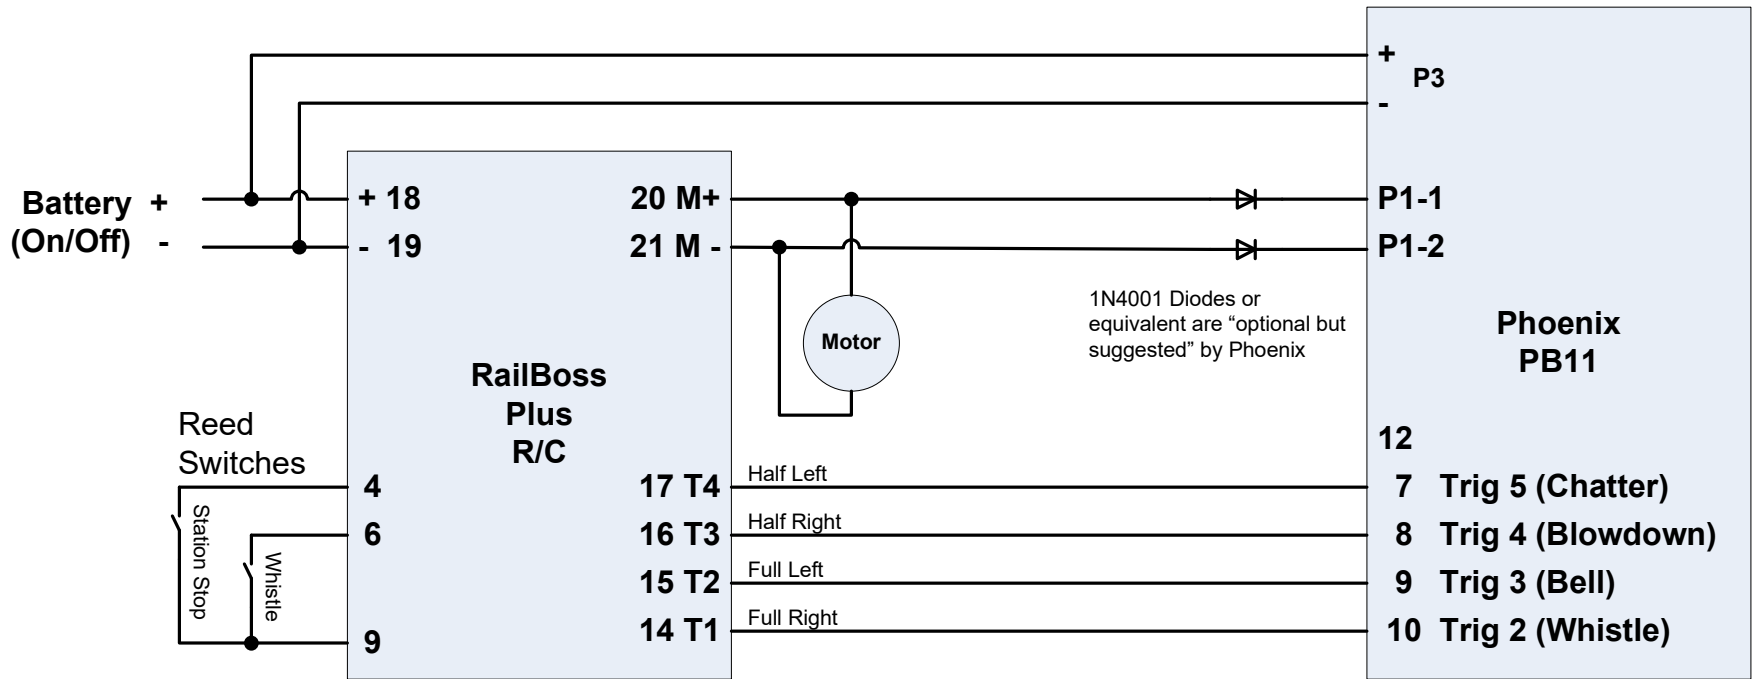 +
P3
-
Battery +
(On/Off) -
+ 18
- 19
20 M+
21 M -
P1-1
P1-2
1N4001 Diodes or
equivalent are “optional but
suggested” by Phoenix
Motor
Phoenix
PB11
RailBoss
Plus
R/C
Reed
Switches
Station Stop
Whistle
4
6
9
17 T4
16 T3
15 T2
14 T1
Half Left
Half Right
Full Left
Full Right
12
7 Trig 5 (Chatter)
8 Trig 4 (Blowdown)
9 Trig 3 (Bell)
10 Trig 2 (Whistle)